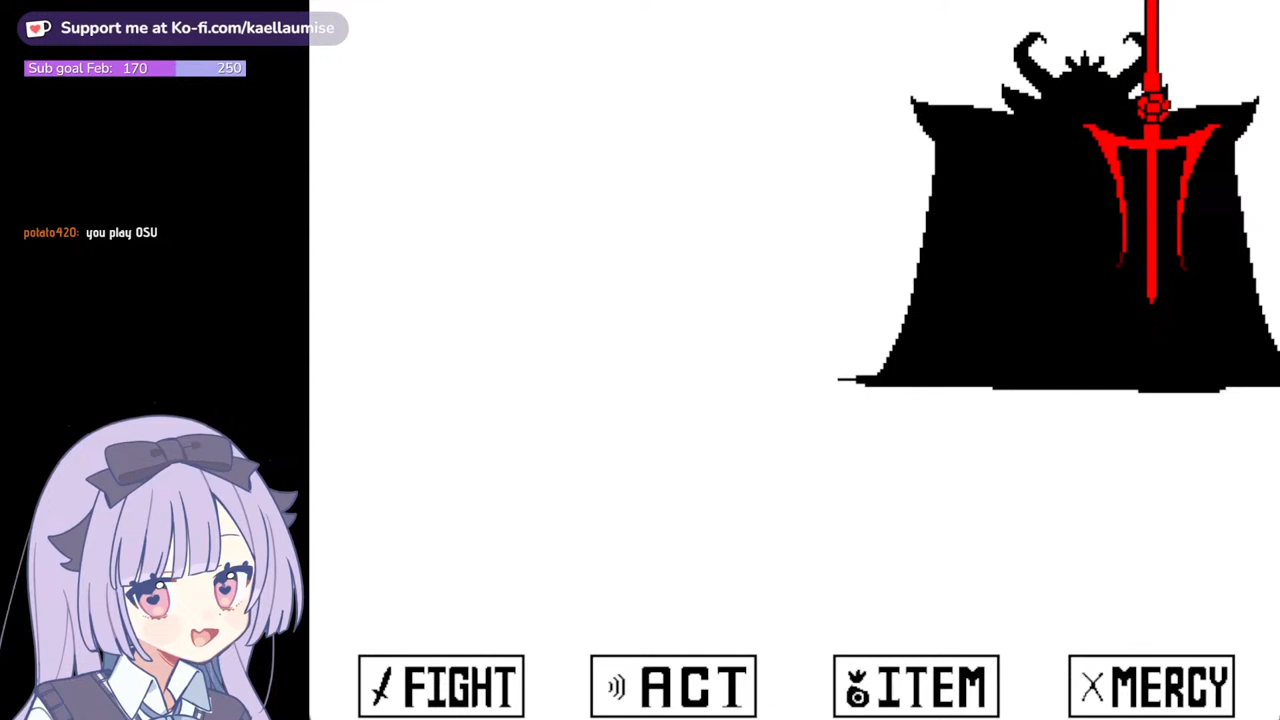 Support me at Ko-fi.com/kaellaumise
Sub goal Feb: 170 250
potato420: you play OSU
FIGHT ACT ITEM MERCY